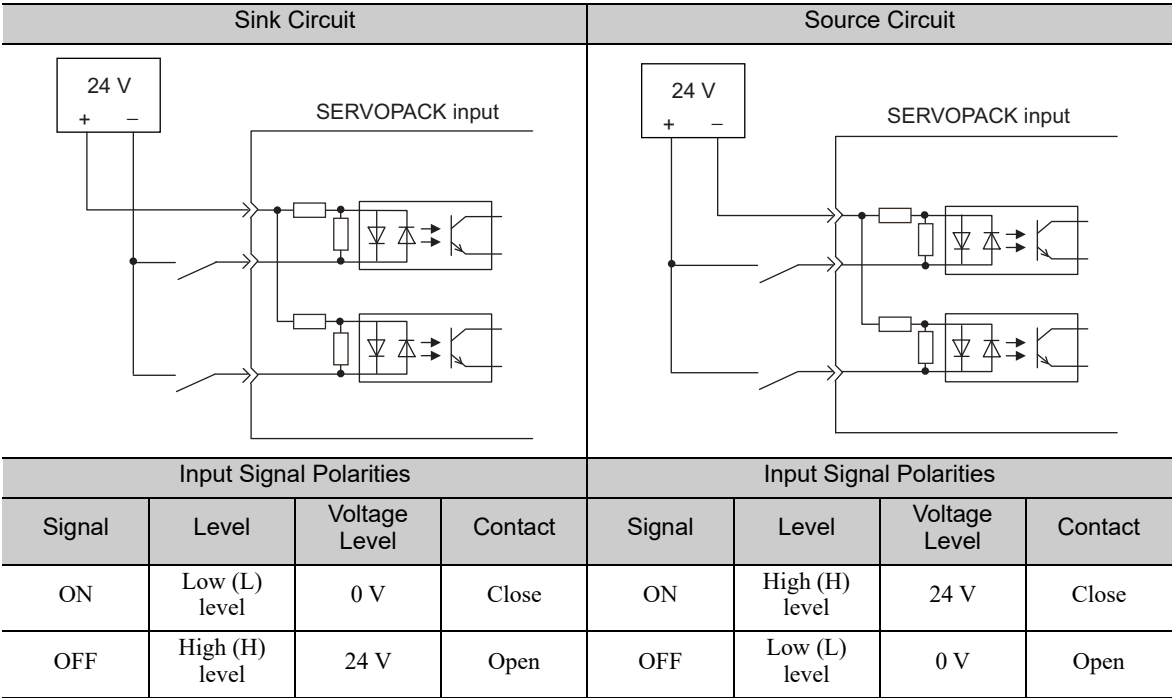 Sink Circuit
Source Circuit
24 V
+ −
SERVOPACK input
24 V
+ −
SERVOPACK input
Input Signal Polarities
Input Signal Polarities
Signal Level Voltage Level Contact Signal Level Voltage Level Contact
ON Low (L) level 0 V Close ON High (H) level 24 V Close
OFF High (H) level 24 V Open OFF Low (L) level 0 V Open